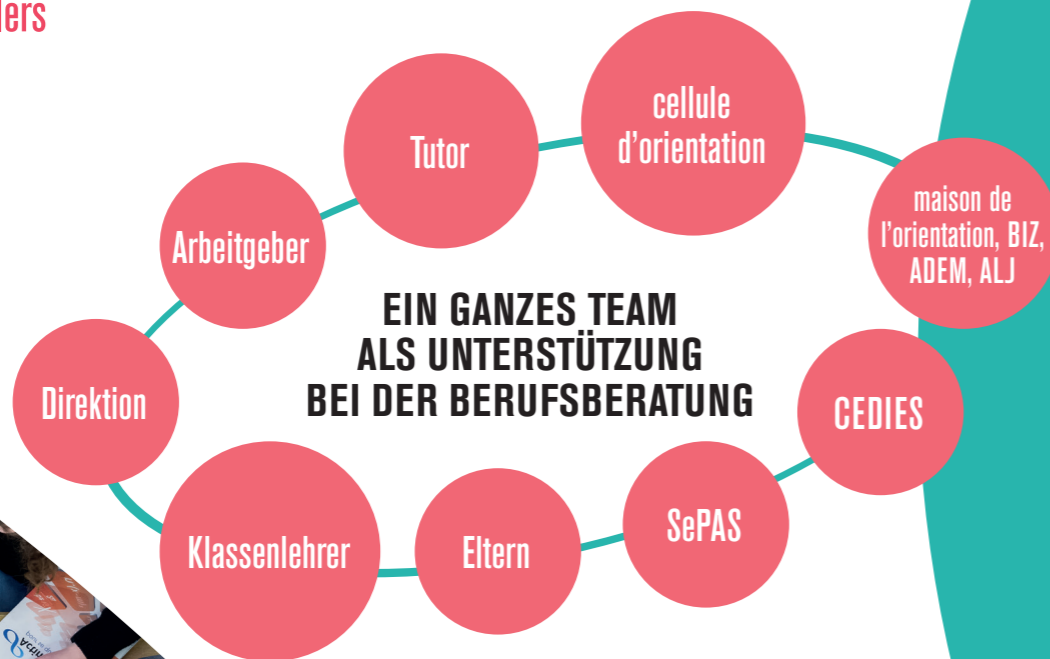 cellule
d'orientation
Tutor
maison de
l'orientation, BIZ,
ADEM, ALJ
Arbeitgeber
EIN GANZES TEAM
ALS UNTERSTÜTZUNG
BEI DER BERUFSBERATUNG
Direktion
CEDIES
SePAS
Klassenlehrer
Eltern